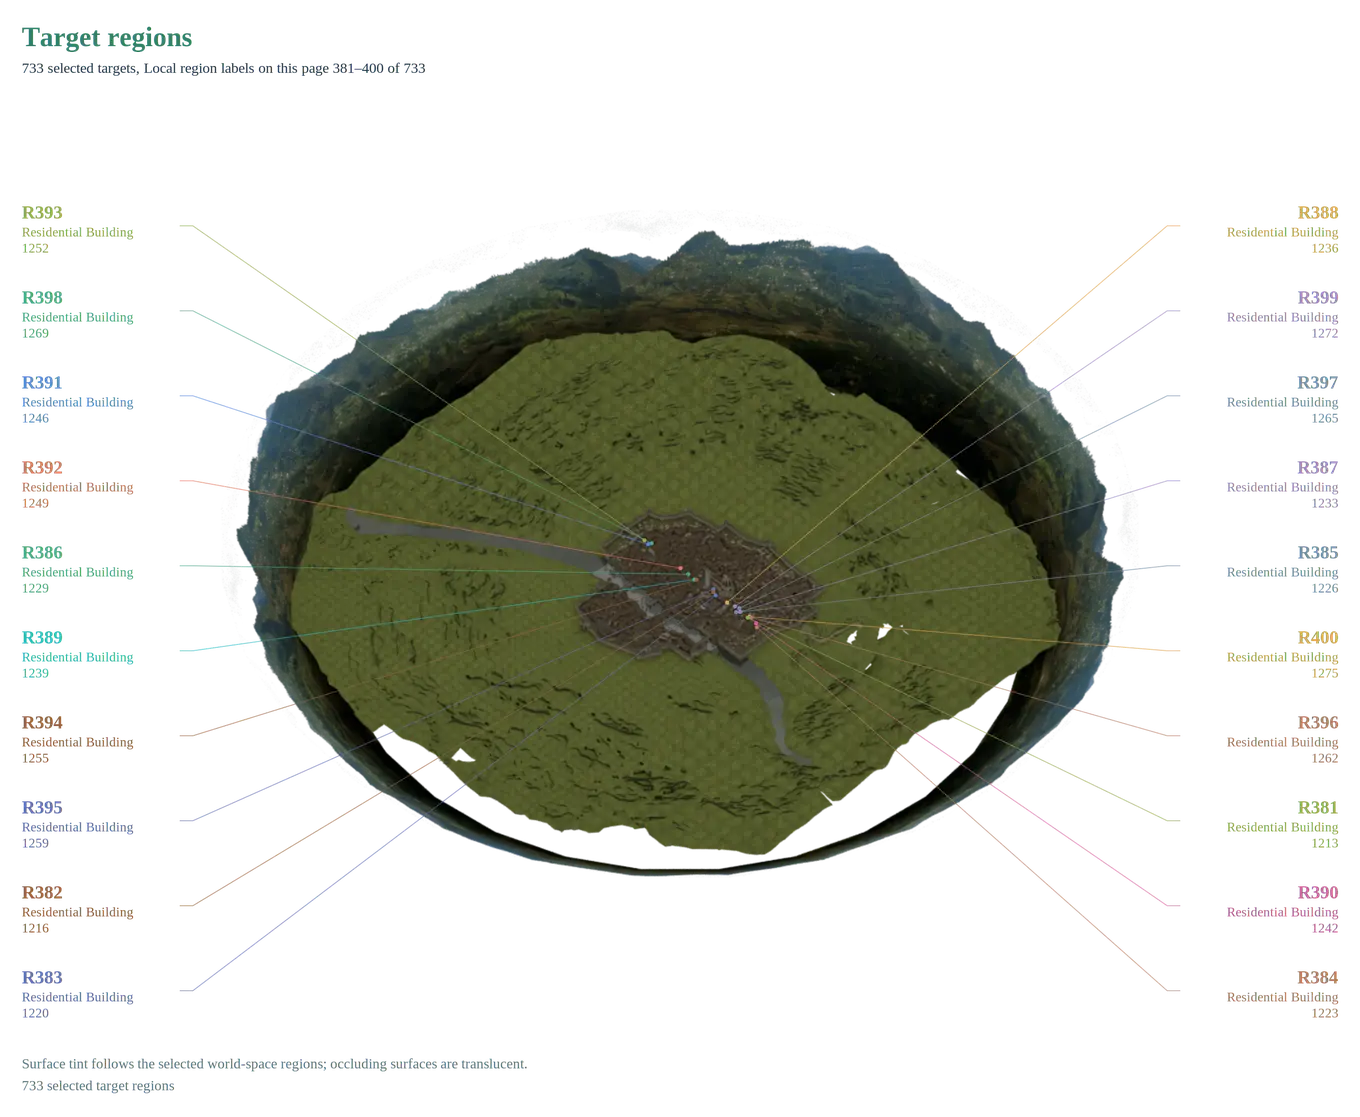 Target regions
733 selected targets, Local region labels on this page 381–400 of 733
R393
Residential Building
1252
R398
Residential Building
1269
R391
Residential Building
1246
R392
Residential Building
1249
R386
Residential Building
1229
R389
Residential Building
1239
R394
Residential Building
1255
R395
Residential Building
1259
R382
Residential Building
1216
R383
Residential Building
1220
R388
Residential Building
1236
R399
Residential Building
1272
R397
Residential Building
1265
R387
Residential Building
1233
R385
Residential Building
1226
R400
Residential Building
1275
R396
Residential Building
1262
R381
Residential Building
1213
R390
Residential Building
1242
R384
Residential Building
1223
Surface tint follows the selected world-space regions; occluding surfaces are translucent.
733 selected target regions